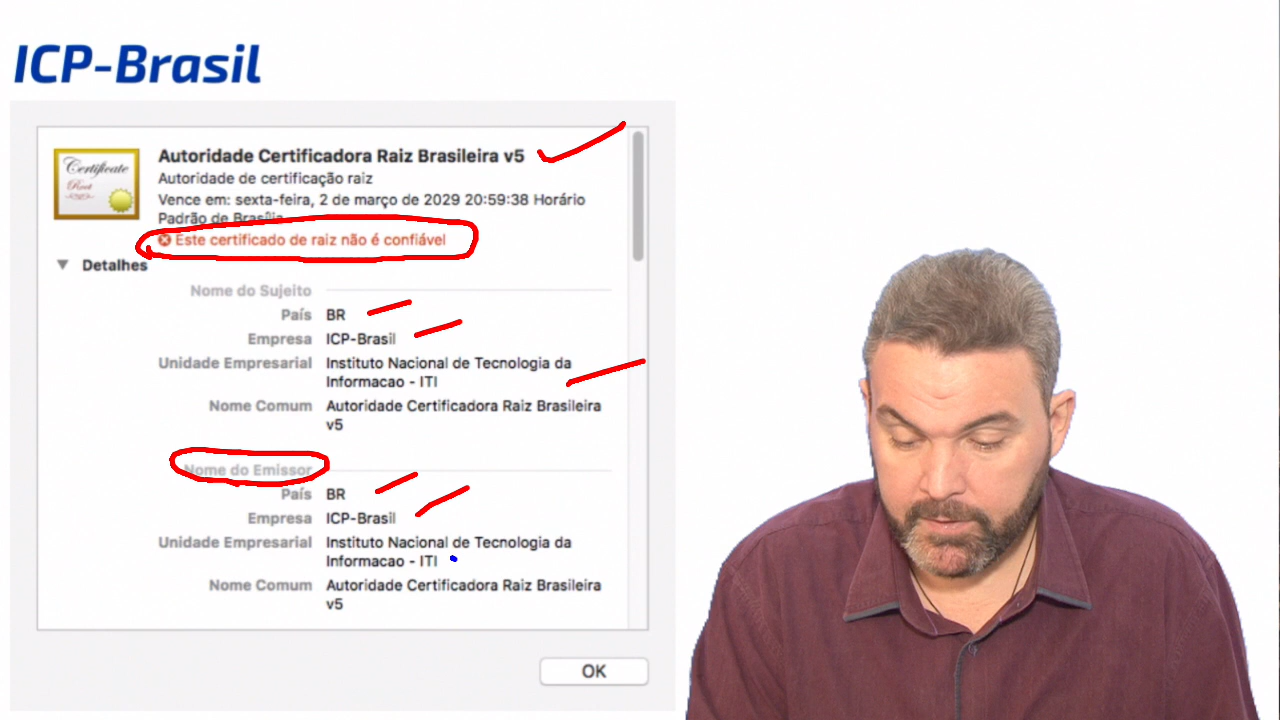 ICP-Brasil
Certificate
Root
Autoridade Certificadora Raiz Brasileira v5
Autoridade de certificação raiz
Vence em: sexta-feira, 2 de março de 2029 20:59:38 Horário
Padrão de Brasília
Este certificado de raiz não é confiável
Detalhes
Nome do Sujeito
País BR
Empresa ICP-Brasil
Unidade Empresarial Instituto Nacional de Tecnologia da
Informacao - ITI
Nome Comum Autoridade Certificadora Raiz Brasileira
v5
Nome do Emissor
País BR
Empresa ICP-Brasil
Unidade Empresarial Instituto Nacional de Tecnologia da
Informacao - ITI
Nome Comum Autoridade Certificadora Raiz Brasileira
v5
OK